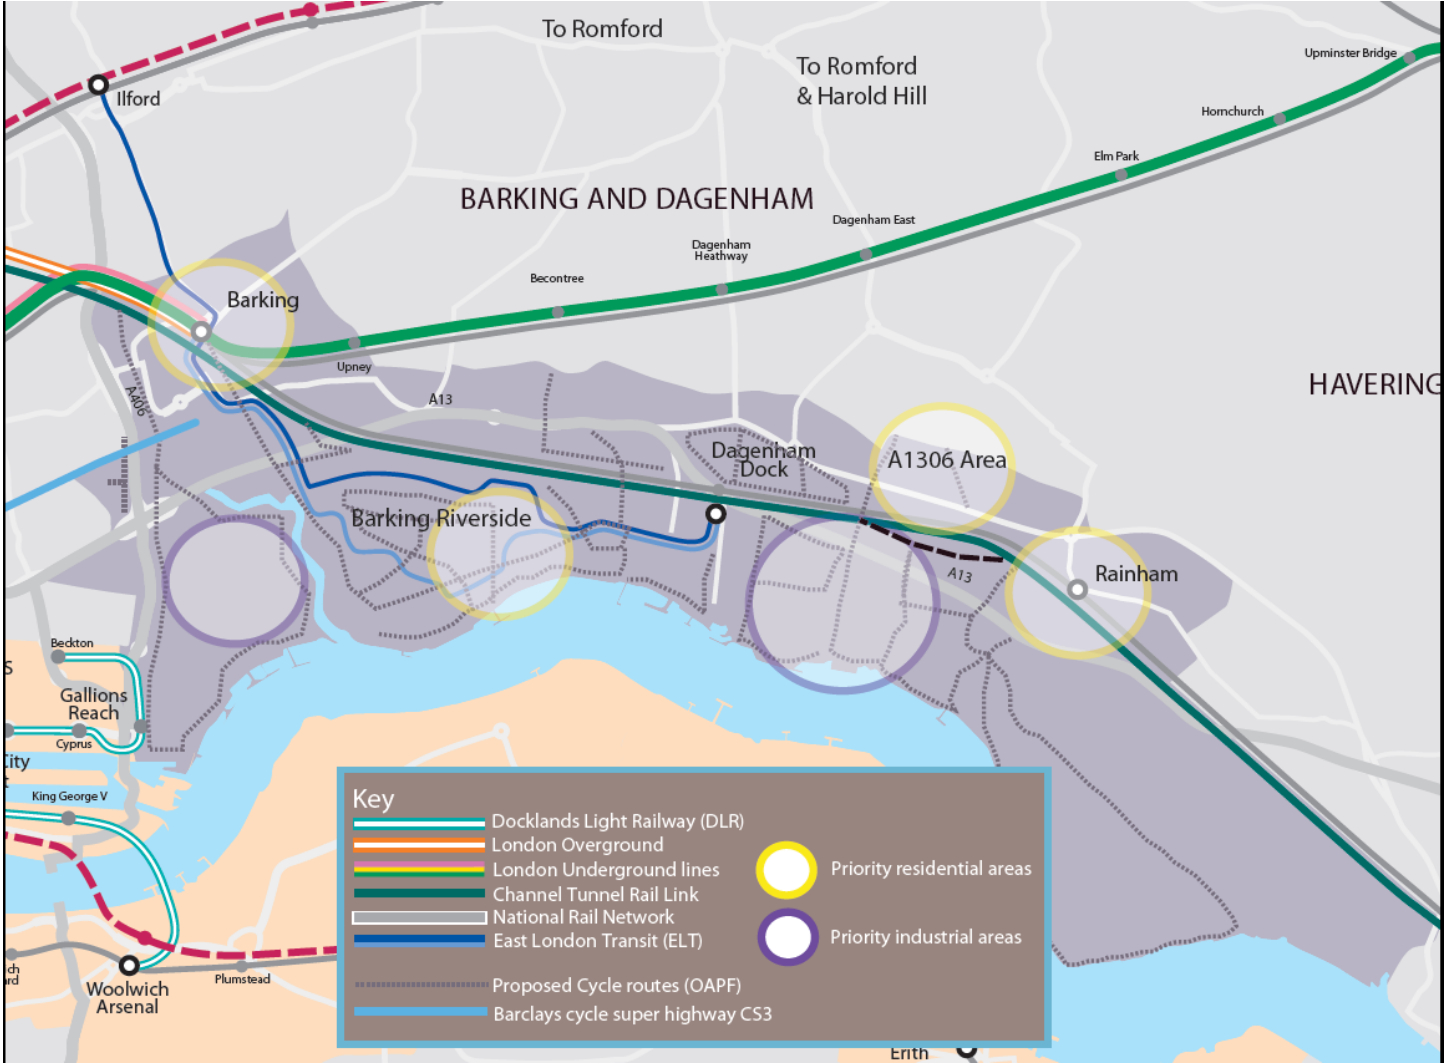 To Romford
To Romford
& Harold Hill
Upminster Bridge
Ilford
Hornchurch
Elm Park
BARKING AND DAGENHAM
Dagenham East
Dagenham
Heathway
Becontree
Barking
Upney
HAVERING
A406
A13
Dagenham
Dock
A1306 Area
Barking Riverside
A13
Rainham
Beckton
S
Gallions
Reach
Cyprus
City
t
King George V
Key
Docklands Light Railway (DLR)
London Overground
London Underground lines
Channel Tunnel Rail Link
National Rail Network
East London Transit (ELT)
Proposed Cycle routes (OAPF)
Barclays cycle super highway CS3
Priority residential areas
Priority industrial areas
ch
ard
Plumstead
Woolwich
Arsenal
Erith